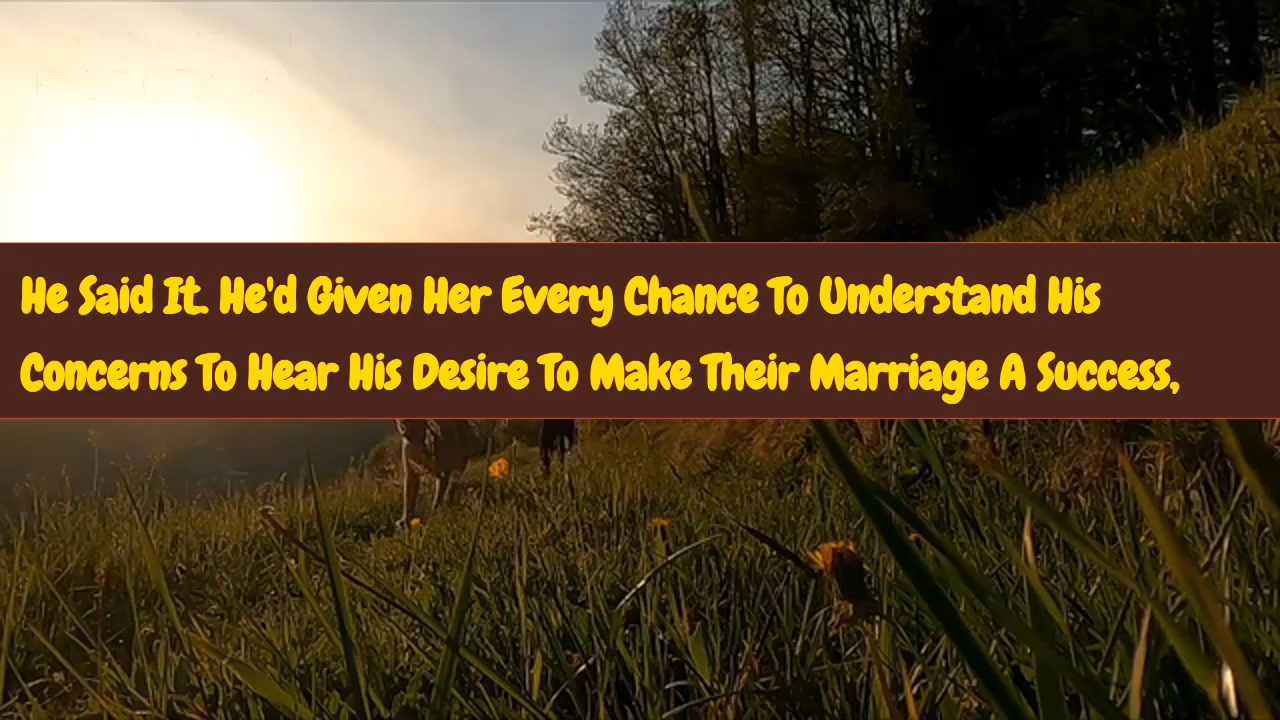 He Said It. He'd Given Her Every Chance To Understand His
Concerns To Hear His Desire To Make Their Marriage A Success,